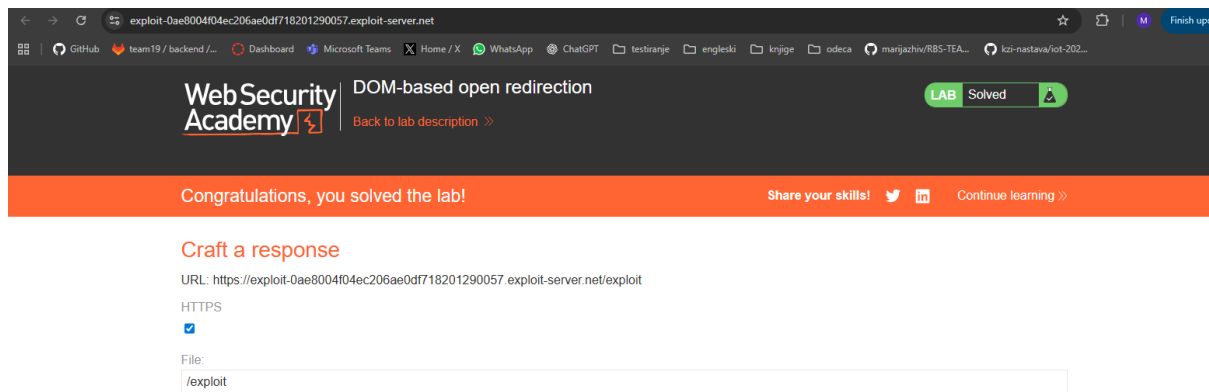 exploit-0ae8004f04ec206ae0df718201290057.exploit-server.net
M
Finish upd
GitHub team19 / backend /... Dashboard Microsoft Teams Home / X WhatsApp ChatGPT testiranje engleski knjige odeca marijazhiv/RBS-TEA... kzi-nastava/iot-202...
Web Security Academy
DOM-based open redirection
Back to lab description
LAB Solved
Congratulations, you solved the lab!
Share your skills!
in
Continue learning
Craft a response
URL: https://exploit-0ae8004f04ec206ae0df718201290057.exploit-server.net/exploit
HTTPS
File:
/exploit